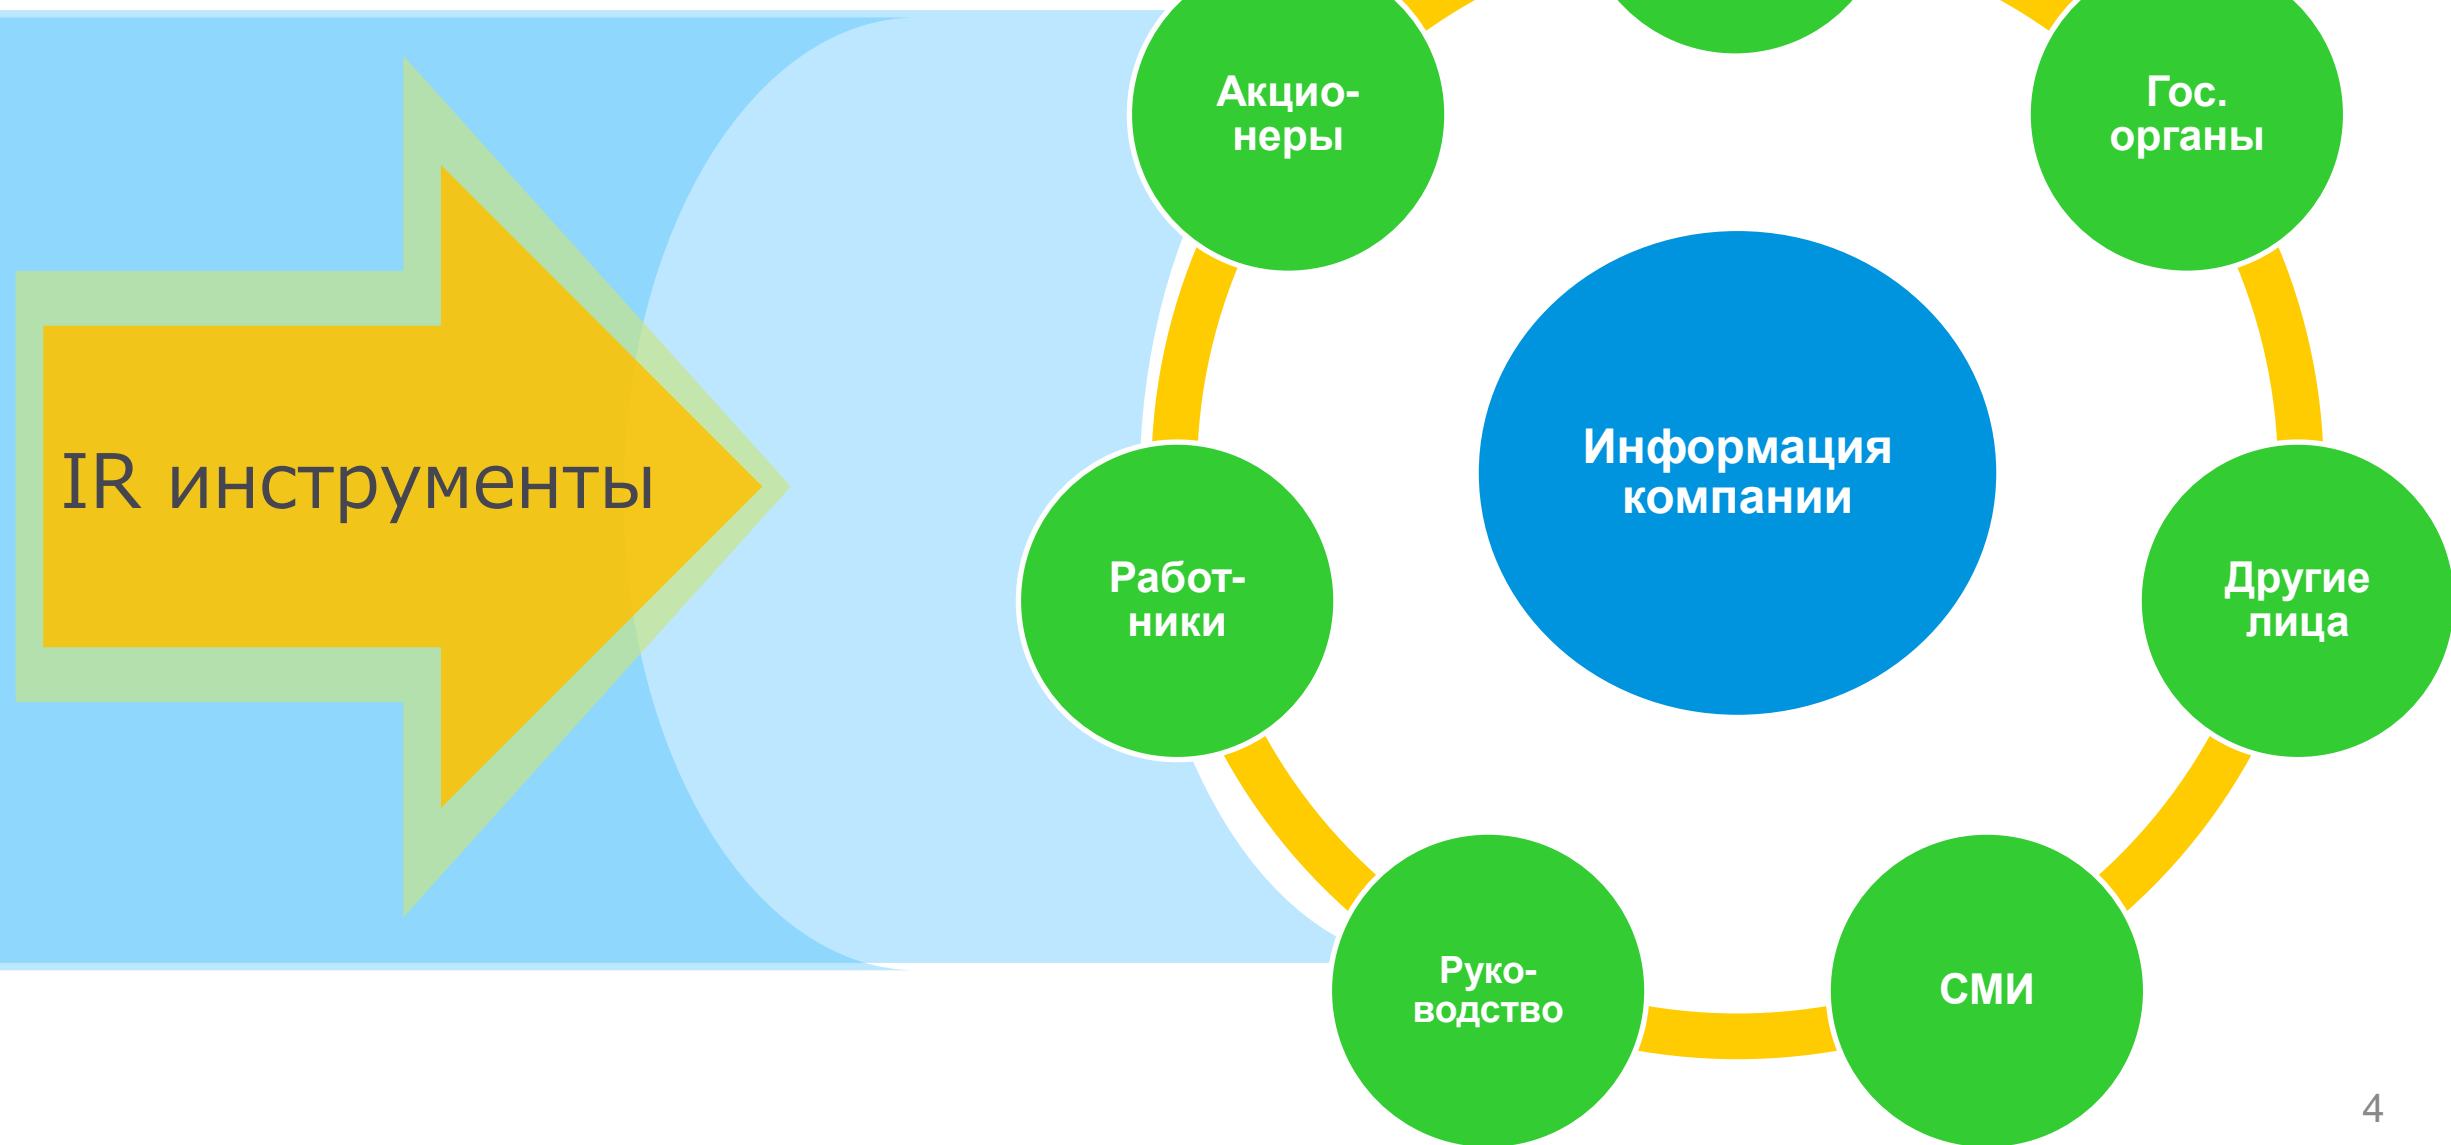 Акцио-
неры
Гос.
органы
IR инструменты
Информация
компании
Работ-
ники
Другие
лица
Руко-
водство
СМИ
4